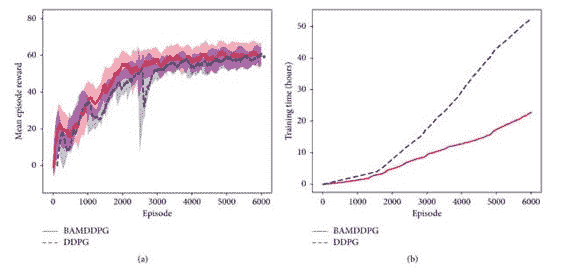 80
60
40
20
0
Mean episode reward
0
1000
2000
3000
4000
5000
6000
Episode
BAMDDPG
DDPG
(a)
50
40
30
20
10
0
Training time (hours)
0
1000
2000
3000
4000
5000
6000
Episode
BAMDDPG
DDPG
(b)